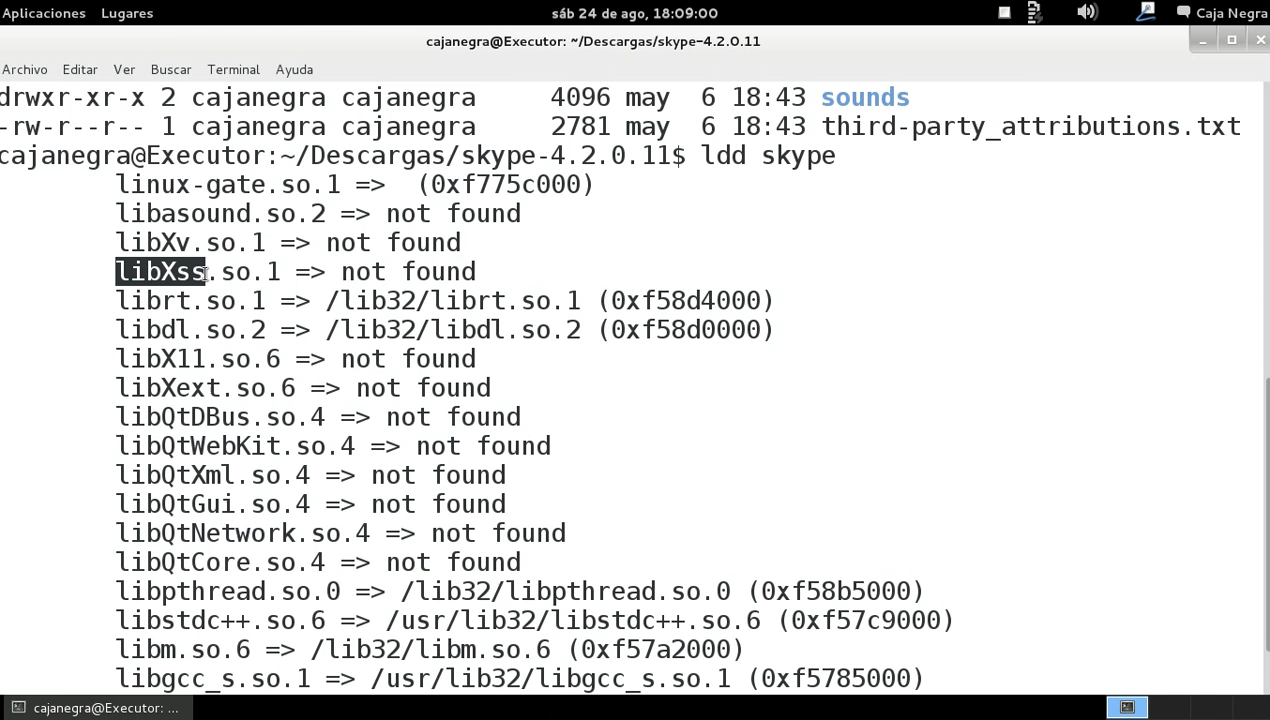 Aplicaciones Lugares sáb 24 de ago, 18:09:00 Caja Negra
cajanegra@Executor: ~/Descargas/skype-4.2.0.11
Archivo Editar Ver Buscar Terminal Ayuda
drwxr-xr-x 2 cajanegra cajanegra 4096 may 6 18:43 sounds
-rw-r--r-- 1 cajanegra cajanegra 2781 may 6 18:43 third-party_attributions.txt
cajanegra@Executor:~/Descargas/skype-4.2.0.11$ ldd skype
linux-gate.so.1 => (0xf775c000)
libasound.so.2 => not found
libXv.so.1 => not found
libXss.so.1 => not found
librt.so.1 => /lib32/librt.so.1 (0xf58d4000)
libdl.so.2 => /lib32/libdl.so.2 (0xf58d0000)
libX11.so.6 => not found
libXext.so.6 => not found
libQtDBus.so.4 => not found
libQtWebKit.so.4 => not found
libQtXml.so.4 => not found
libQtGui.so.4 => not found
libQtNetwork.so.4 => not found
libQtCore.so.4 => not found
libpthread.so.0 => /lib32/libpthread.so.0 (0xf58b5000)
libstdc++.so.6 => /usr/lib32/libstdc++.so.6 (0xf57c9000)
libm.so.6 => /lib32/libm.so.6 (0xf57a2000)
libgcc_s.so.1 => /usr/lib32/libgcc_s.so.1 (0xf5785000)
cajanegra@Executor: ...